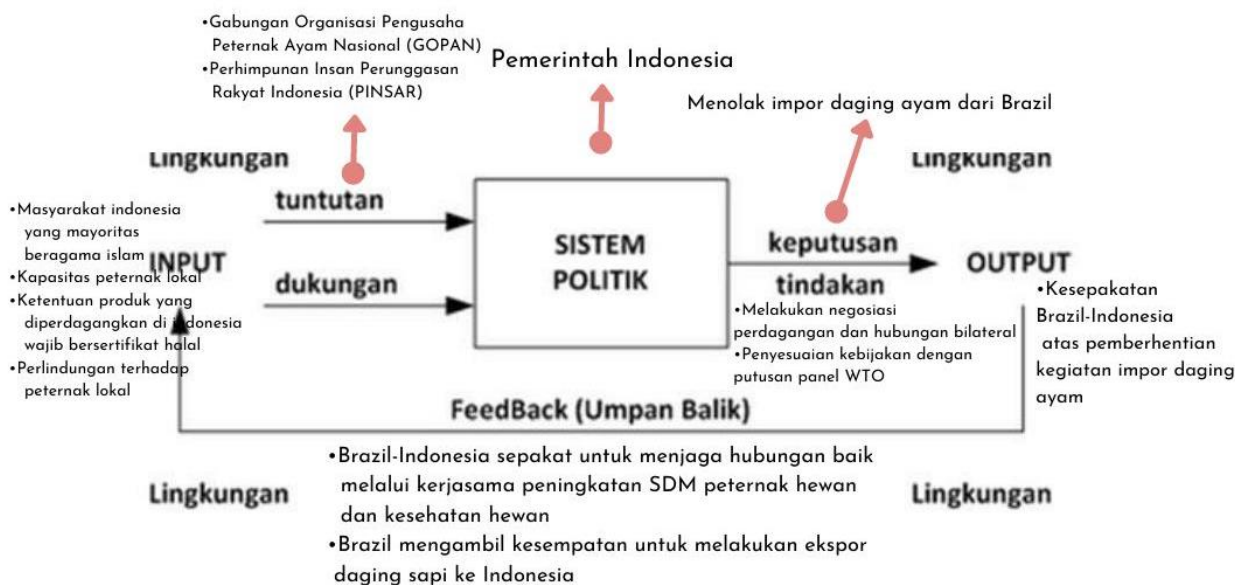 •Gabungan Organisasi Pengusaha
Peternak Ayam Nasional (GOPAN)
•Perhimpunan Insan Perunggasan
Rakyat Indonesia (PINSAR)
Pemerintah Indonesia
Menolak impor daging ayam dari Brazil
Lingkungan
Lingkungan
•Masyarakat indonesia
yang mayoritas
beragama islam
•Kapasitas peternak lokal
•Ketentuan produk yang
diperdagangkan di indonesia
wajib bersertifikat halal
•Perlindungan terhadap
peternak lokal
INPUT
tuntutan
dukungan
SISTEM
POLITIK
keputusan
tindakan
•Melakukan negosiasi
perdagangan dan hubungan bilateral
•Penyesuaian kebijakan dengan
putusan panel WTO
OUTPUT
•Kesepakatan
Brazil-Indonesia
atas pemberhentian
kegiatan impor daging
ayam
FeedBack (Umpan Balik)
•Brazil-Indonesia sepakat untuk menjaga hubungan baik
melalui kerjasama peningkatan SDM peternak hewan
dan kesehatan hewan
•Brazil mengambil kesempatan untuk melakukan ekspor
daging sapi ke Indonesia
Lingkungan
Lingkungan